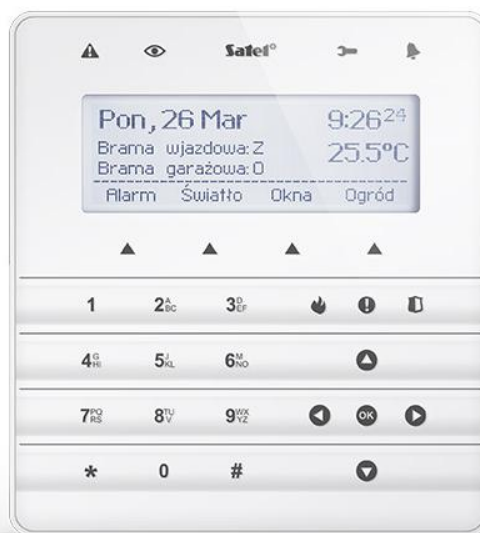 Satel®
Pon, 26 Mar 9:26 24
Brama wjazdowa: Z 25.5°C
Brama garażowa: O
Alarm Światło Okna Ogród
1 2 ABC 3 DEF
4 GHI 5 JKL 6 MNO
7 PQRS 8 TUV 9 WXYZ OK
* 0 #